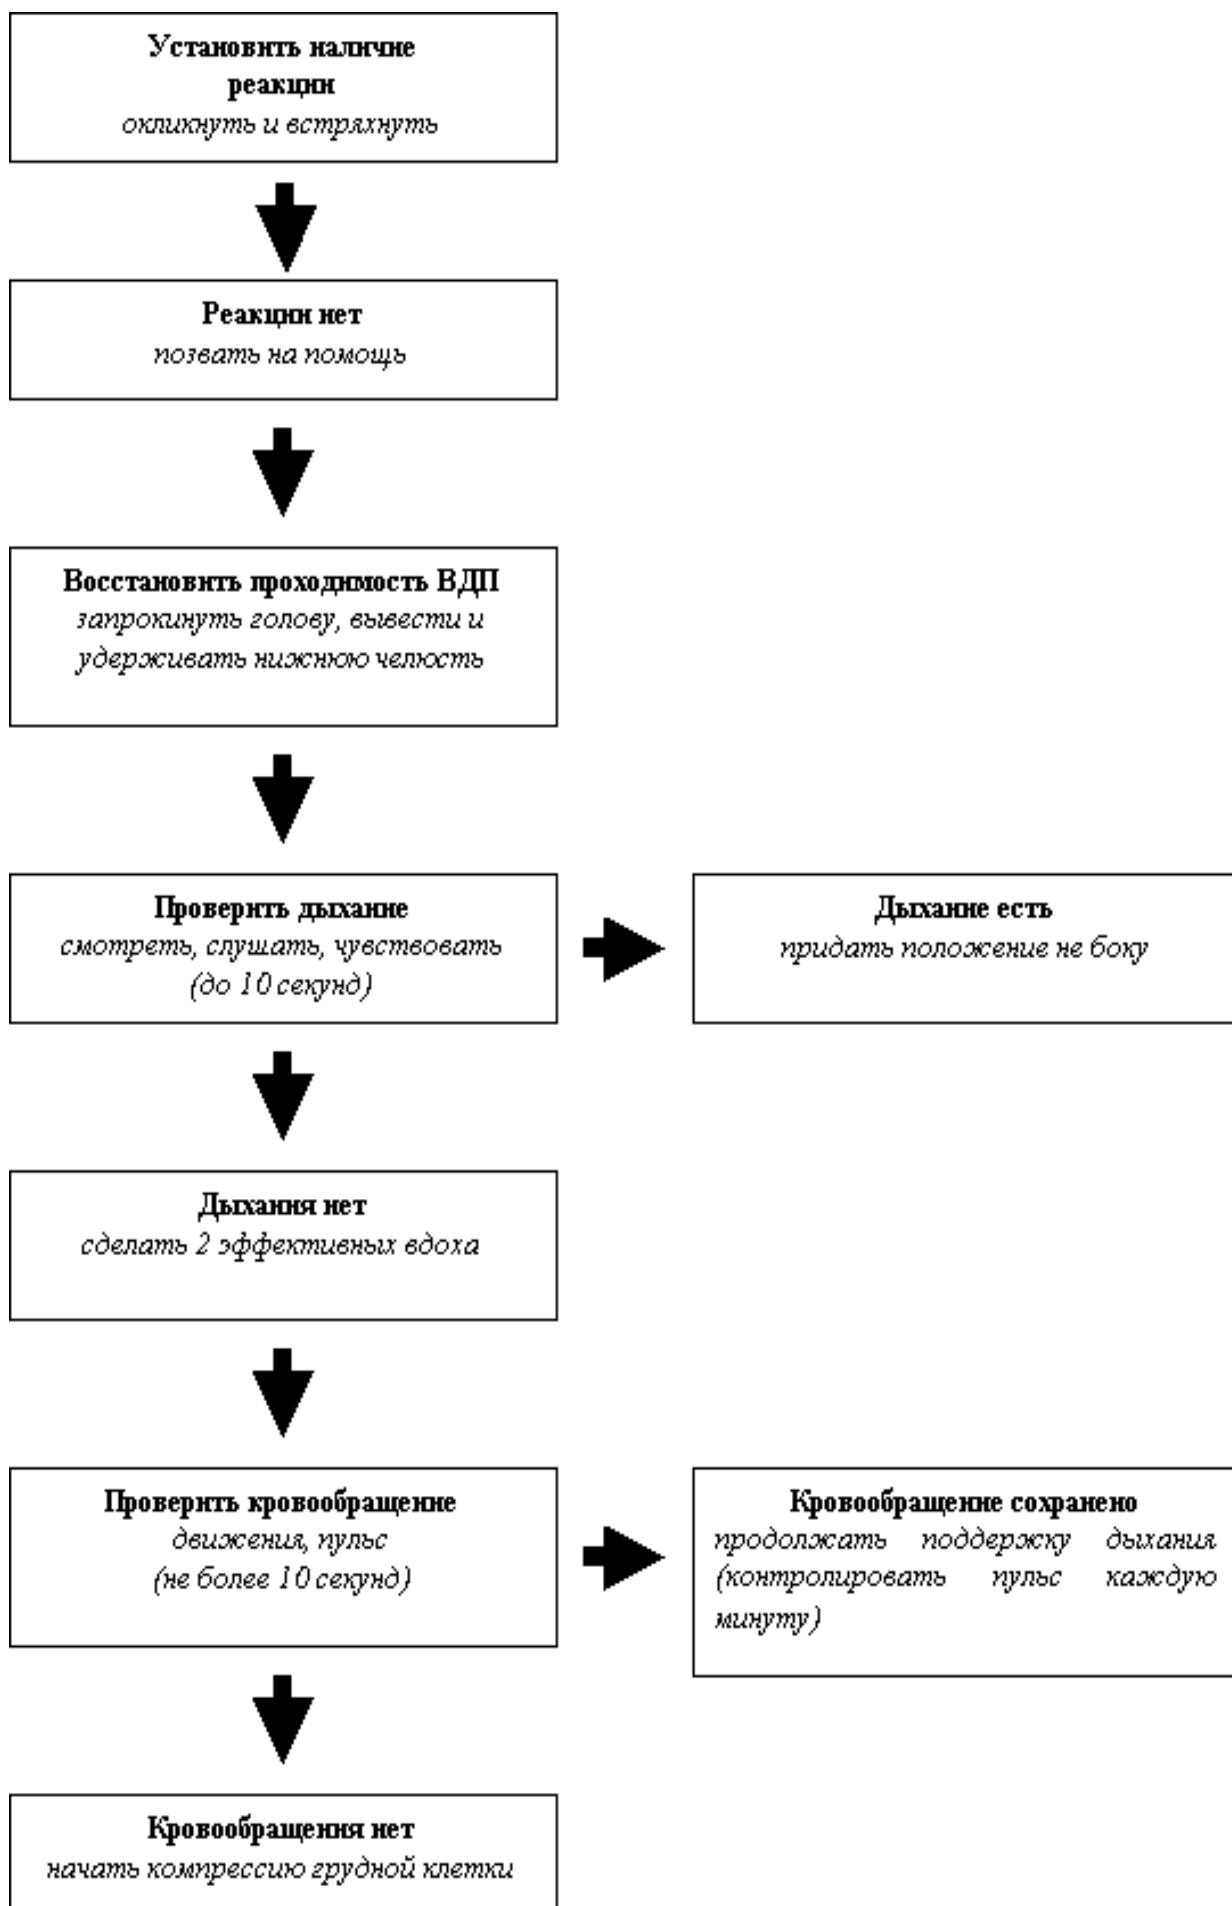 Установить наличие
реакции
окликнуть и встряхнуть
Реакции нет
позвать на помощь
Восстановить проходимость ВДП
запрокинуть голову, вывести и
удерживать нижнюю челюсть
Проверить дыхание
смотреть, слушать, чувствовать
(до 10 секунд)
Дыхание есть
придать положение не боку
Дыхания нет
сделать 2 эффективных вдоха
Проверить кровообращение
движения, пульс
(не более 10 секунд)
Кровообращение сохранено
продолжать поддержку дыхания
(контролировать пульс каждую
минуту)
Кровообращения нет
начать компрессию грудной клетки